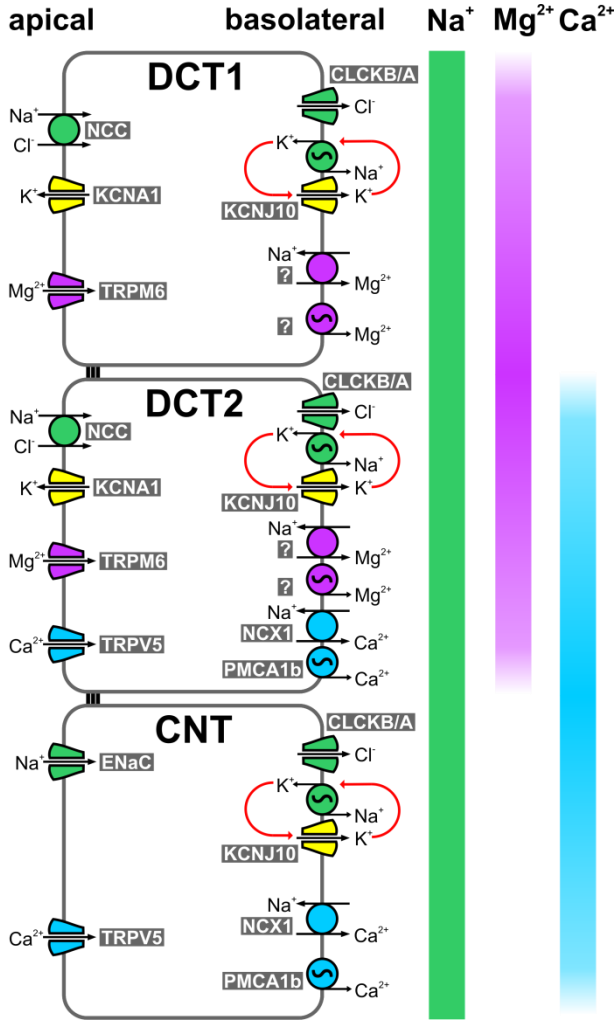 apical basolateral Na⁺ Mg²⁺ Ca²⁺
DCT1
CLCKB/A
Na⁺
Cl⁻
NCC
Cl⁻
K⁺
Na⁺
K⁺
KCNA1
KCNJ10
K⁺
Na⁺
?
Mg²⁺
Mg²⁺
TRPM6
?
Mg²⁺
DCT2
CLCKB/A
Na⁺
Cl⁻
NCC
Cl⁻
K⁺
Na⁺
K⁺
KCNA1
KCNJ10
K⁺
Na⁺
?
Mg²⁺
Mg²⁺
TRPM6
?
Mg²⁺
Na⁺
Ca²⁺
TRPV5
NCX1
Ca²⁺
PMCA1b
Ca²⁺
CNT
CLCKB/A
Na⁺
ENaC
Cl⁻
K⁺
Na⁺
KCNJ10
K⁺
Na⁺
Ca²⁺
TRPV5
NCX1
Ca²⁺
PMCA1b
Ca²⁺